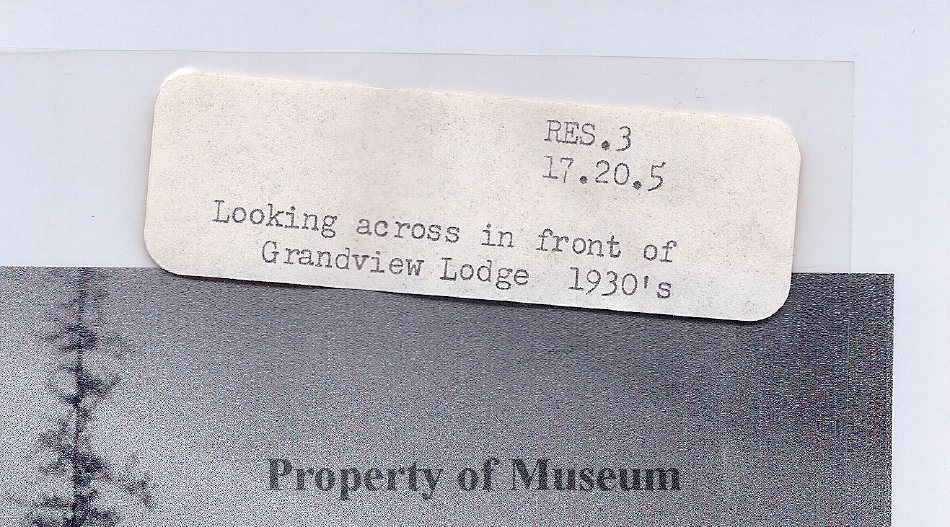 RES.3
17.20.5
Looking across in front of
Grandview Lodge 1930's
Property of Museum